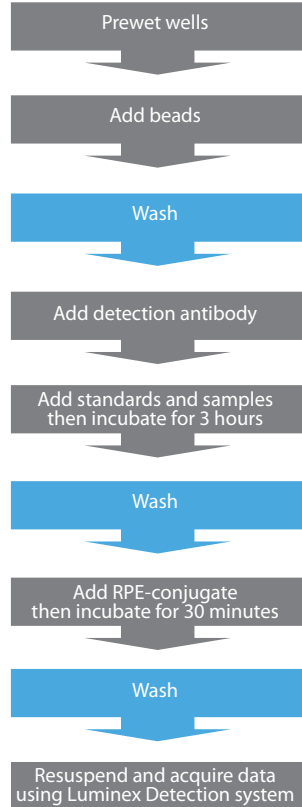 Prewet wells
Add beads
Wash
Add detection antibody
Add standards and samples
then incubate for 3 hours
Wash
Add RPE-conjugate
then incubate for 30 minutes
Wash
Resuspend and acquire data
using Luminex Detection system